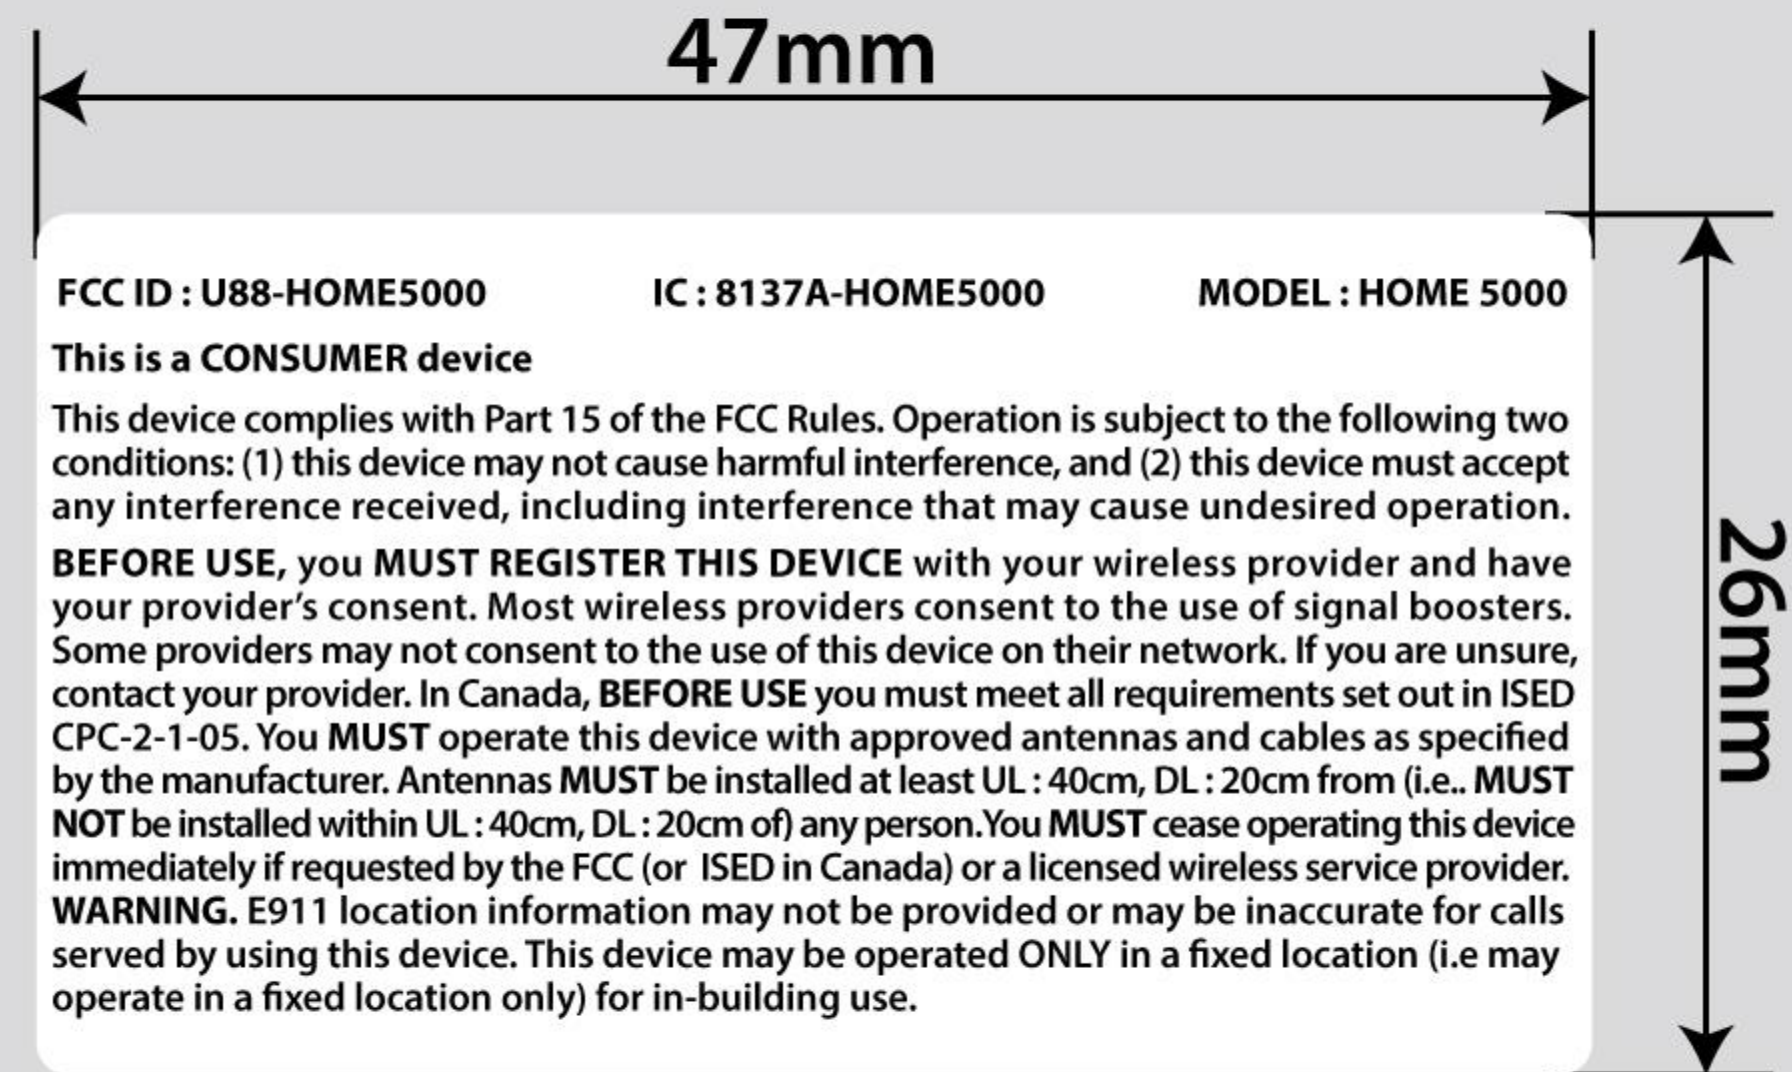 47mm
FCC ID : U88-HOME5000 IC : 8137A-HOME5000 MODEL : HOME 5000
This is a CONSUMER device
This device complies with Part 15 of the FCC Rules. Operation is subject to the following two
conditions: (1) this device may not cause harmful interference, and (2) this device must accept
any interference received, including interference that may cause undesired operation.
BEFORE USE, you MUST REGISTER THIS DEVICE with your wireless provider and have
your provider’s consent. Most wireless providers consent to the use of signal boosters.
Some providers may not consent to the use of this device on their network. If you are unsure,
contact your provider. In Canada, BEFORE USE you must meet all requirements set out in ISED
CPC-2-1-05. You MUST operate this device with approved antennas and cables as specified
by the manufacturer. Antennas MUST be installed at least UL : 40cm, DL : 20cm from (i.e.. MUST
NOT be installed within UL : 40cm, DL : 20cm of) any person.You MUST cease operating this device
immediately if requested by the FCC (or ISED in Canada) or a licensed wireless service provider.
WARNING. E911 location information may not be provided or may be inaccurate for calls
served by using this device. This device may be operated ONLY in a fixed location (i.e may
operate in a fixed location only) for in-building use.
26mm